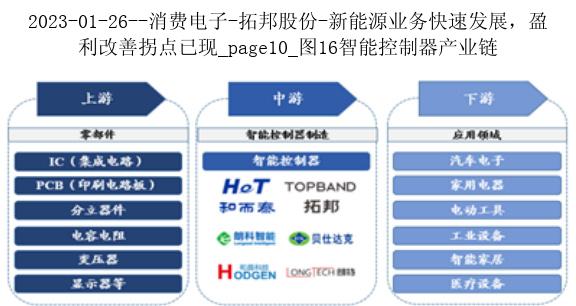 2023-01-26--消费电子-拓邦股份-新能源业务快速发展，盈
利改善拐点已现_page10_图16智能控制器产业链
上游
零部件
IC（集成电路）
PCB（印刷电路板）
分立器件
电容电阻
变压器
显示器等
中游
智能控制器制造
智能控制器
H&T TOPBAND
和而泰 拓邦
朗科智能 贝仕达克
和晶科技
HODGEN LONGTECH 朗特
下游
应用领域
汽车电子
家用电器
电动工具
工业设备
智能家居
医疗设备